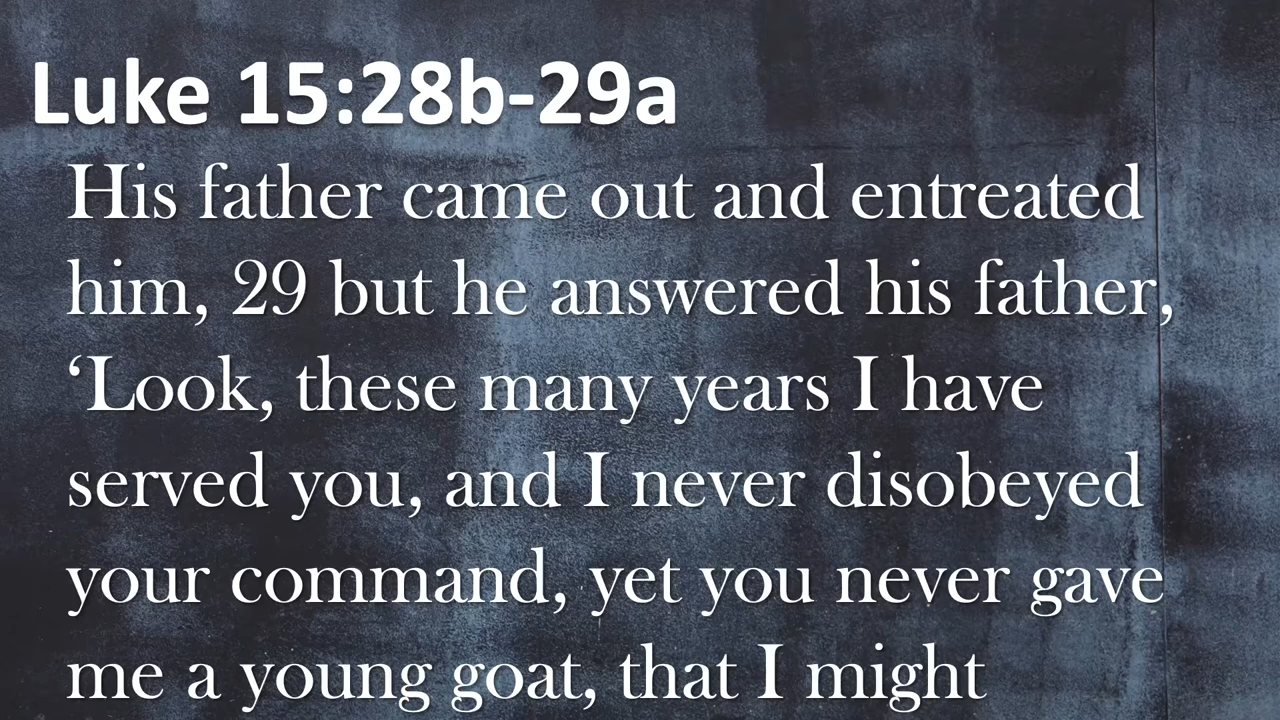 Luke 15:28b-29a
His father came out and entreated
him, 29 but he answered his father,
‘Look, these many years I have
served you, and I never disobeyed
your command, yet you never gave
me a young goat, that I might